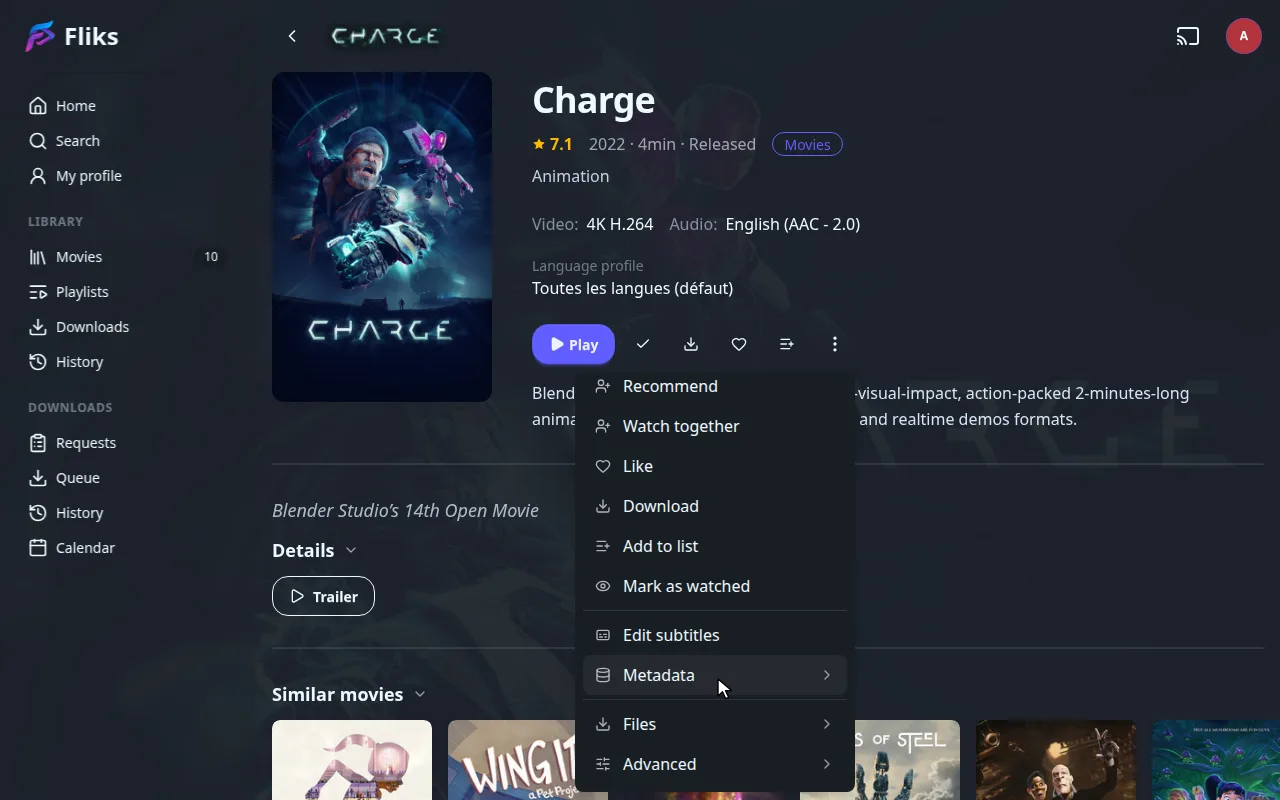 Fliks
CHARGE
A
Home
Search
My profile
LIBRARY
Movies 10
Playlists
Downloads
History
DOWNLOADS
Requests
Queue
History
Calendar
CHARGE
Charge
7.1 2022 · 4min · Released Movies
Animation
Video: 4K H.264 Audio: English (AAC - 2.0)
Language profile
Toutes les langues (défaut)
Play
Blend
-visual-impact, action-packed 2-minutes-long
anima
and realtime demos formats.
Recommend
Watch together
Like
Download
Add to list
Mark as watched
Edit subtitles
Metadata
Files
Advanced
Blender Studio’s 14th Open Movie
Details
Trailer
Similar movies
WING IT
a Pet Proje
S OF STEEL